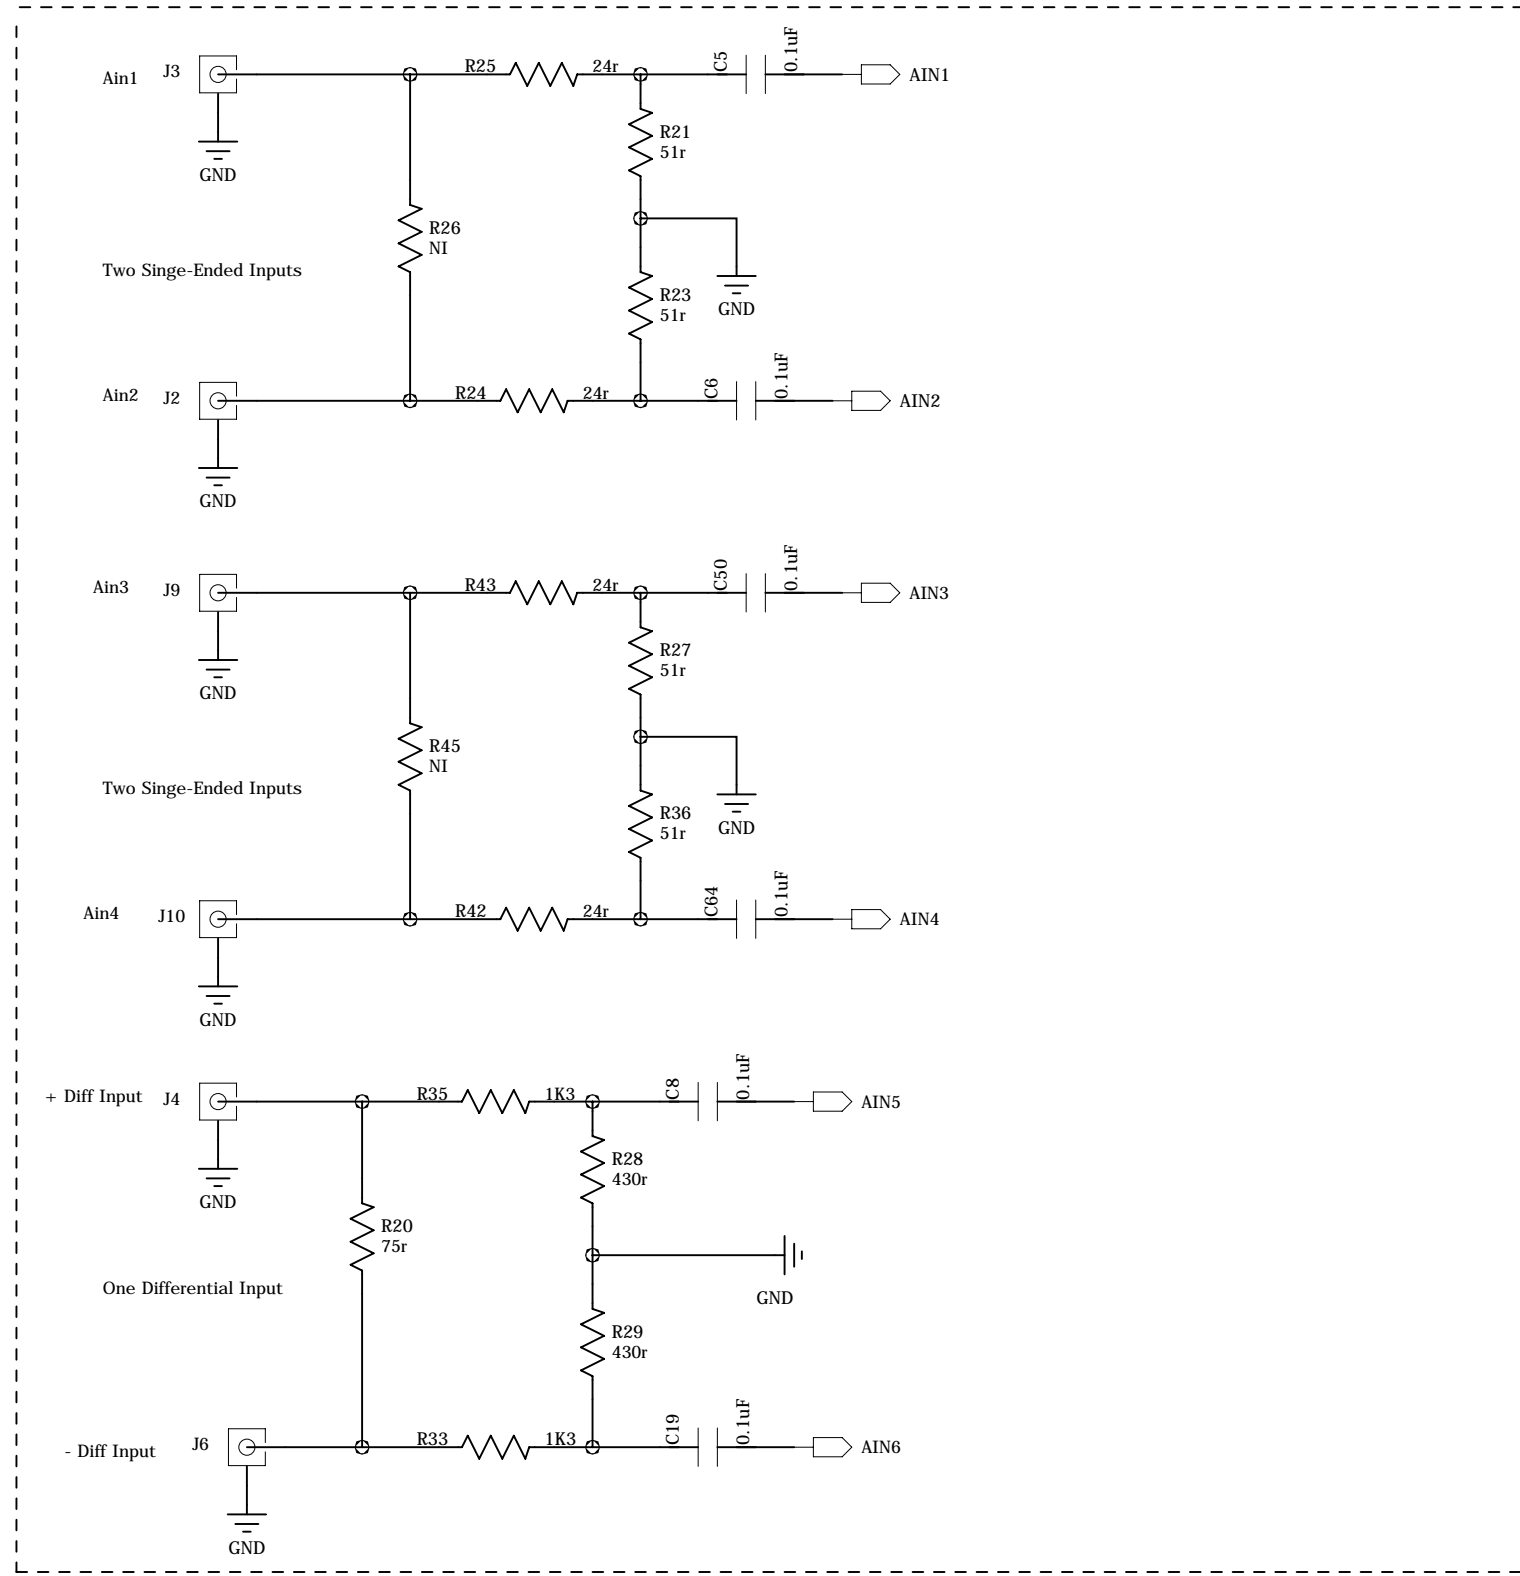 Ain1 J3 R25 24r C5 0.1uF AIN1
GND
R21
51r
R26
NI
Two Singe-Ended Inputs
R23
51r
GND
Ain2 J2 R24 24r C6 0.1uF AIN2
GND
Ain3 J9 R43 24r C50 0.1uF AIN3
GND
R27
51r
R45
NI
Two Singe-Ended Inputs
R36
51r
GND
Ain4 J10 R42 24r C64 0.1uF AIN4
GND
+ Diff Input J4 R35 1K3 C8 0.1uF AIN5
GND
R28
430r
R20
75r
One Differential Input
GND
R29
430r
- Diff Input J6 R33 1K3 C19 0.1uF AIN6
GND